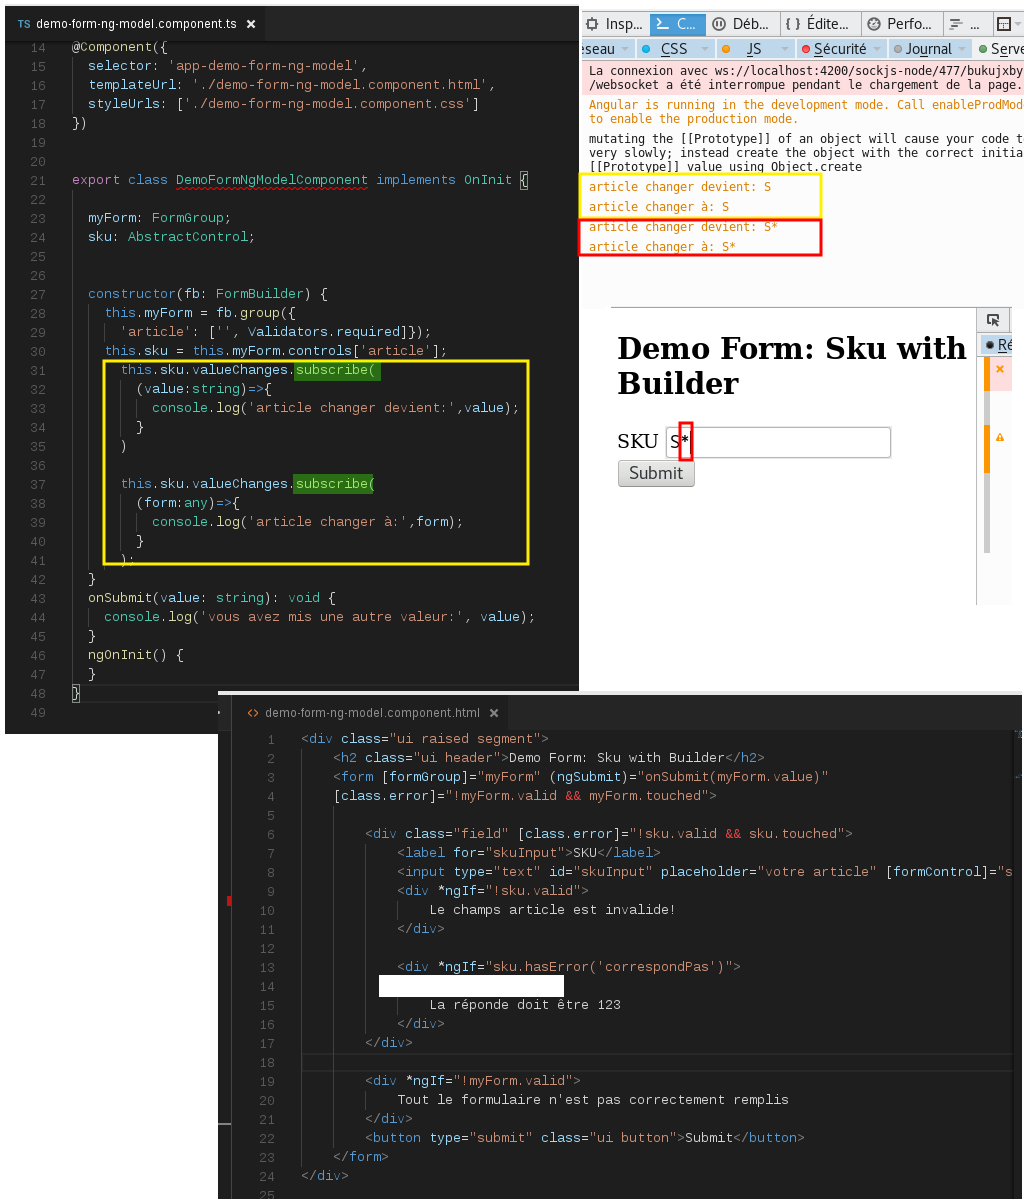 TS demo-form-ng-model.component.ts ×
14 @Component({
15 selector: 'app-demo-form-ng-model',
16 templateUrl: './demo-form-ng-model.component.html',
17 styleUrls: ['./demo-form-ng-model.component.css']
18 })
19
20
21 export class DemoFormNgModelComponent implements OnInit {
22
23 myForm: FormGroup;
24 sku: AbstractControl;
25
26
27 constructor(fb: FormBuilder) {
28 this.myForm = fb.group({
29 'article': ['', Validators.required]});
30 this.sku = this.myForm.controls['article'];
31 this.sku.valueChanges.subscribe(
32 (value:string)=>{
33 console.log('article changer devient:',value);
34 }
35 )
36
37 this.sku.valueChanges.subscribe(
38 (form:any)=>{
39 console.log('article changer à:',form);
40 }
41 );
42 }
43 onSubmit(value: string): void {
44 console.log('vous avez mis une autre valeur:', value);
45 }
46 ngOnInit() {
47 }
48 }
49
Insp... C... Déb... { } Édite... Perfo... ...
seau CSS JS Sécurité Journal Serve
La connexion avec ws://localhost:4200/sockjs-node/477/bukujxby
/websocket a été interrompue pendant le chargement de la page.
Angular is running in the development mode. Call enableProdMod
to enable the production mode.
mutating the [[Prototype]] of an object will cause your code t
very slowly; instead create the object with the correct initia
[[Prototype]] value using Object.create
article changer devient: S
article changer à: S
article changer devient: S*
article changer à: S*
Ré
Demo Form: Sku with
Builder
SKU S*
Submit
<> demo-form-ng-model.component.html ×
1 <div class="ui raised segment">
2 <h2 class="ui header">Demo Form: Sku with Builder</h2>
3 <form [formGroup]="myForm" (ngSubmit)="onSubmit(myForm.value)"
4 [class.error]="!myForm.valid && myForm.touched">
5
6 <div class="field" [class.error]="!sku.valid && sku.touched">
7 <label for="skuInput">SKU</label>
8 <input type="text" id="skuInput" placeholder="votre article" [formControl]="s
9 <div *ngIf="!sku.valid">
10 Le champs article est invalide!
11 </div>
12
13 <div *ngIf="sku.hasError('correspondPas')">
14
15 La réponde doit être 123
16 </div>
17 </div>
18
19 <div *ngIf="!myForm.valid">
20 Tout le formulaire n'est pas correctement remplis
21 </div>
22 <button type="submit" class="ui button">Submit</button>
23 </form>
24 </div>
25